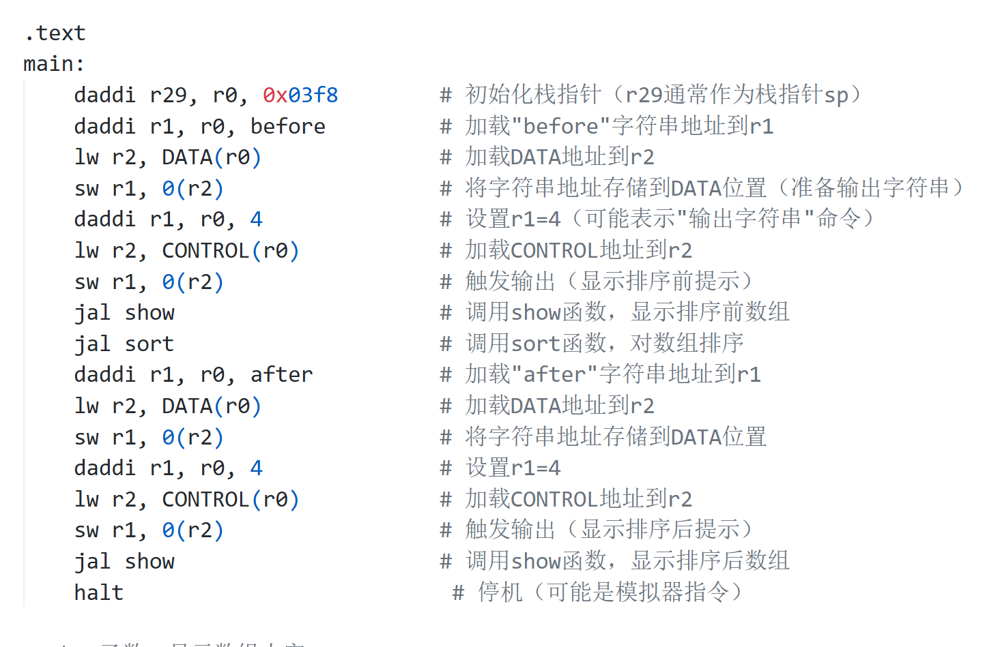 .text
main:
daddi r29, r0, 0x03f8 # 初始化栈指针（r29通常作为栈指针sp）
daddi r1, r0, before # 加载"before"字符串地址到r1
lw r2, DATA(r0) # 加载DATA地址到r2
sw r1, 0(r2) # 将字符串地址存储到DATA位置（准备输出字符串）
daddi r1, r0, 4 # 设置r1=4（可能表示"输出字符串"命令）
lw r2, CONTROL(r0) # 加载CONTROL地址到r2
sw r1, 0(r2) # 触发输出（显示排序前提示）
jal show # 调用show函数，显示排序前数组
jal sort # 调用sort函数，对数组排序
daddi r1, r0, after # 加载"after"字符串地址到r1
lw r2, DATA(r0) # 加载DATA地址到r2
sw r1, 0(r2) # 将字符串地址存储到DATA位置
daddi r1, r0, 4 # 设置r1=4
lw r2, CONTROL(r0) # 加载CONTROL地址到r2
sw r1, 0(r2) # 触发输出（显示排序后提示）
jal show # 调用show函数，显示排序后数组
halt # 停机（可能是模拟器指令）